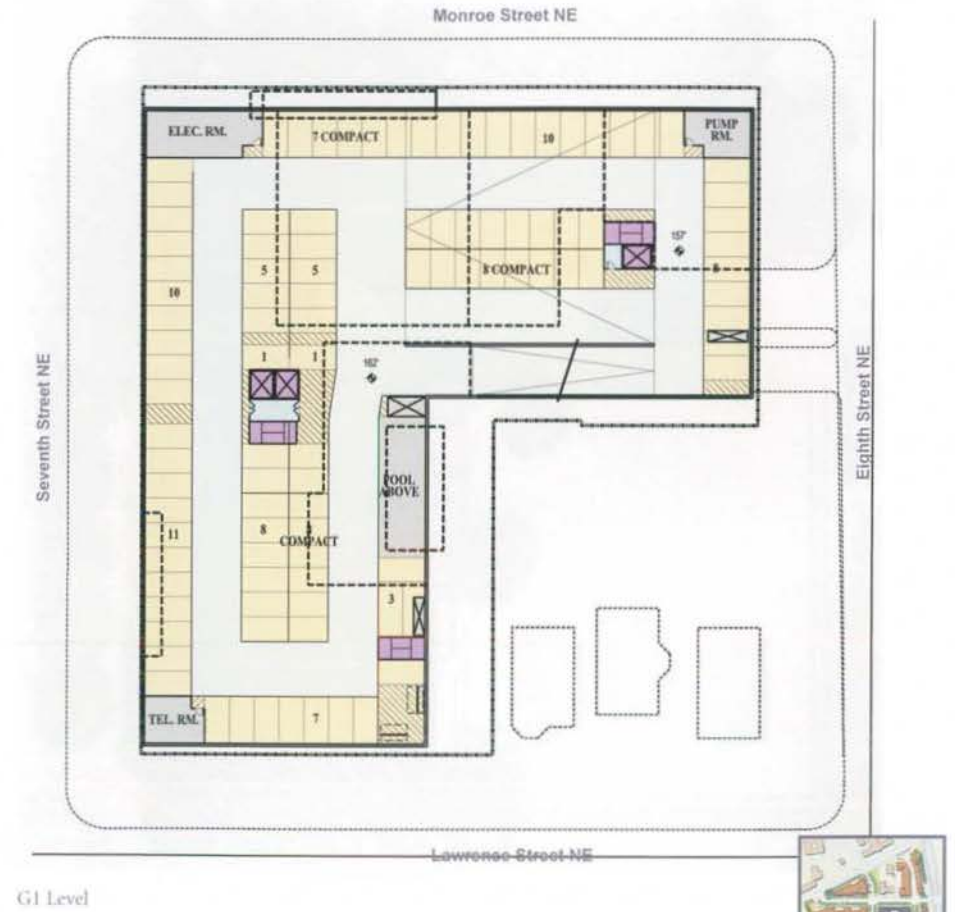 Monroe Street NE
ELEC. RM.
7 COMPACT
10
PUMP
RM.
5
5
8 COMPACT
157'
10
1
1
162'
Seventh Street NE
Eighth Street NE
POOL
ABOVE
11
8
COMPACT
3
TEL. RM.
7
Lawrence Street NE
G1 Level